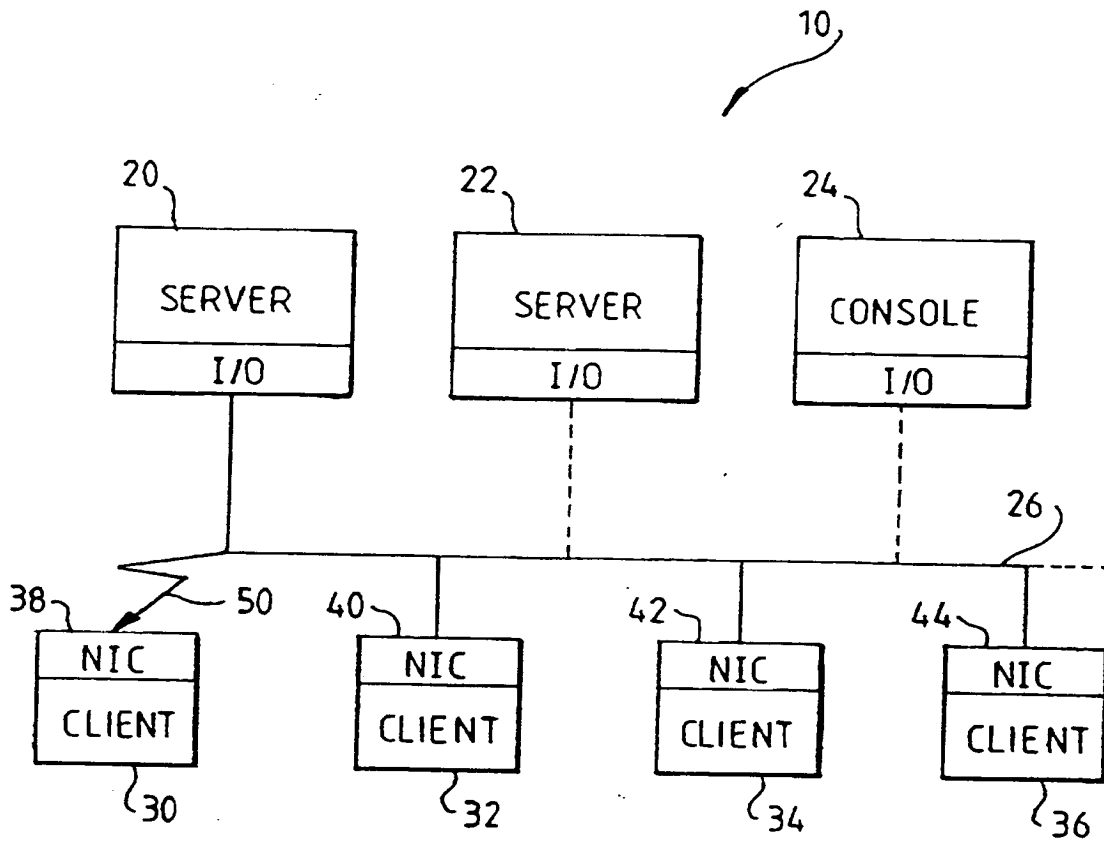 10
20
22
24
SERVER
SERVER
CONSOLE
I/O
I/O
I/O
26
38
50
40
42
44
NIC
NIC
NIC
NIC
CLIENT
CLIENT
CLIENT
CLIENT
30
32
34
36